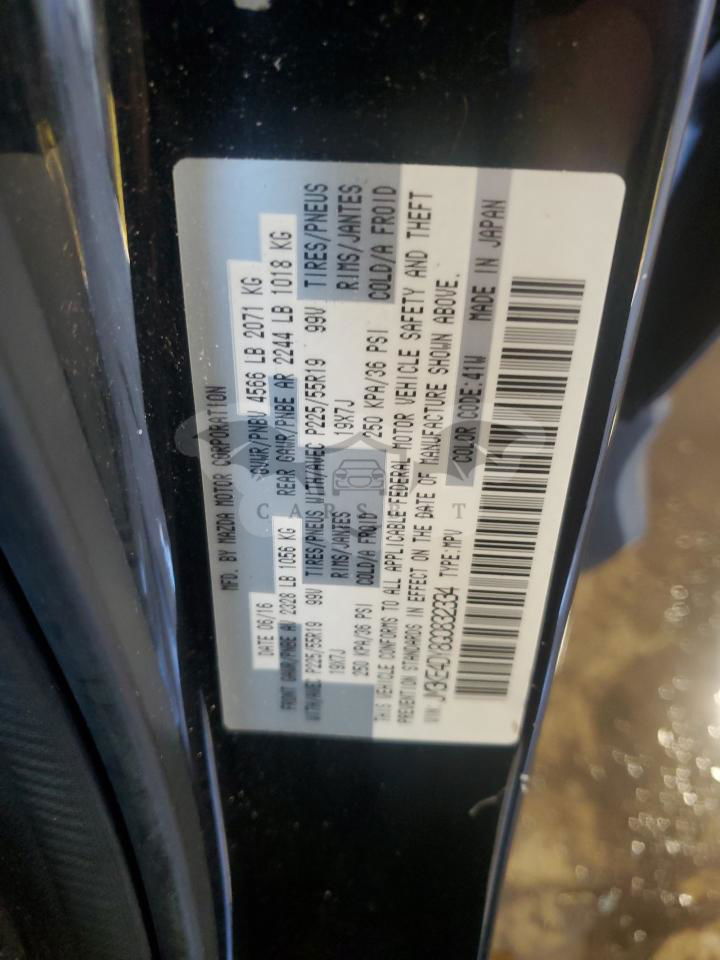 MFD. BY MAZDA MOTOR CORPORATION
DATE 06/16 GVWR/PNBV 4566 LB 2071 KG
FRONT GAWR/PNBE AV 2328 LB 1056 KG REAR GAWR/PNBE AR 2244 LB 1018 KG
WITH/AVEC P225/55R19 99V TIRES/PNEUS WITH/AVEC P225/55R19 99V TIRES/PNEUS
19X7J RIMS/JANTES 19X7J RIMS/JANTES
250 KPA/36 PSI COLD/A FROID 250 KPA/36 PSI COLD/A FROID
THIS VEHICLE CONFORMS TO ALL APPLICABLE FEDERAL MOTOR VEHICLE SAFETY AND THEFT
PREVENTION STANDARDS IN EFFECT ON THE DATE OF MANUFACTURE SHOWN ABOVE.
VIN: JM3KE4DY8G0832334 TYPE:MPV COLOR CODE:41W MADE IN JAPAN